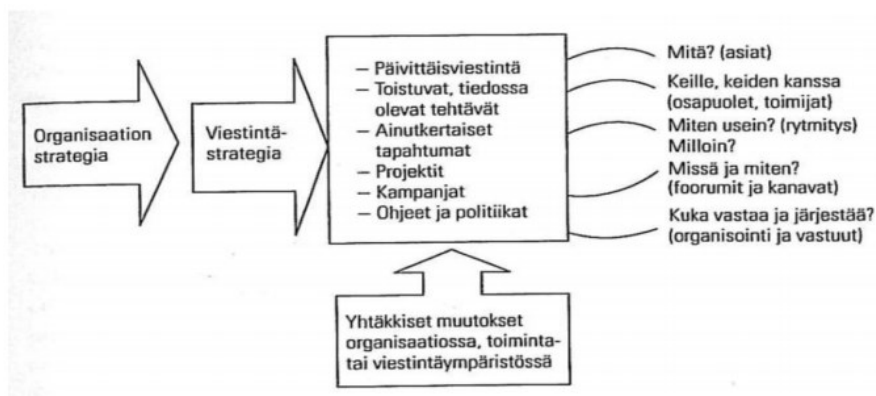 Organisaation
strategia
Viestintä-
strategia
– Päivittäisviestintä
– Toistuvat, tiedossa
olevat tehtävät
– Ainutkertaiset
tapahtumat
– Projektit
– Kampanjat
– Ohjeet ja politiikat
Mitä? (asiat)
Keille, keiden kanssa
(osapuolet, toimijat)
Miten usein? (rytmitys)
Milloin?
Missä ja miten?
(foorumit ja kanavat)
Kuka vastaa ja järjestää?
(organisointi ja vastuut)
Yhtäkkiset muutokset
organisaatiossa, toiminta-
tai viestintäympäristössä